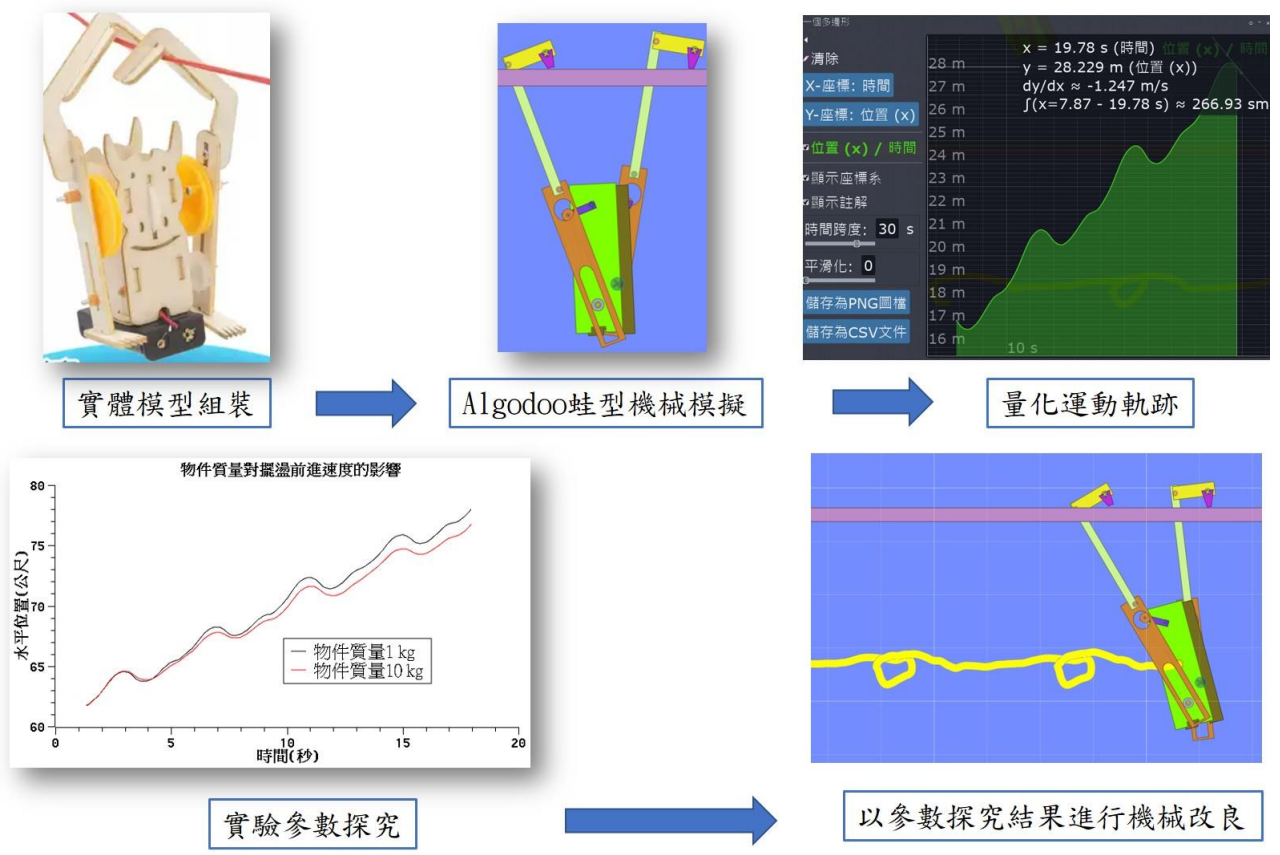 一個多邊形
清除
X-座標: 時間
Y-座標: 位置 (x)
位置 (x) / 時間
顯示座標系
顯示註解
時間跨度: 30 s
平滑化: 0
儲存為PNG圖檔
儲存為CSV文件
x = 19.78 s (時間) 位置 (x) / 時間
y = 28.229 m (位置 (x))
dy/dx ≈ -1.247 m/s
∫(x=7.87 - 19.78 s) ≈ 266.93 sm
28 m
27 m
26 m
25 m
24 m
23 m
22 m
21 m
20 m
19 m
18 m
17 m
16 m
10 s
實體模型組裝
Algodoo蛙型機械模擬
量化運動軌跡
物件質量對擺盪前進速度的影響
水平位置(公尺)
80
75
70
65
60
物件質量1 kg
物件質量10 kg
0 5 10 15 20
時間(秒)
實驗參數探究
以參數探究結果進行機械改良